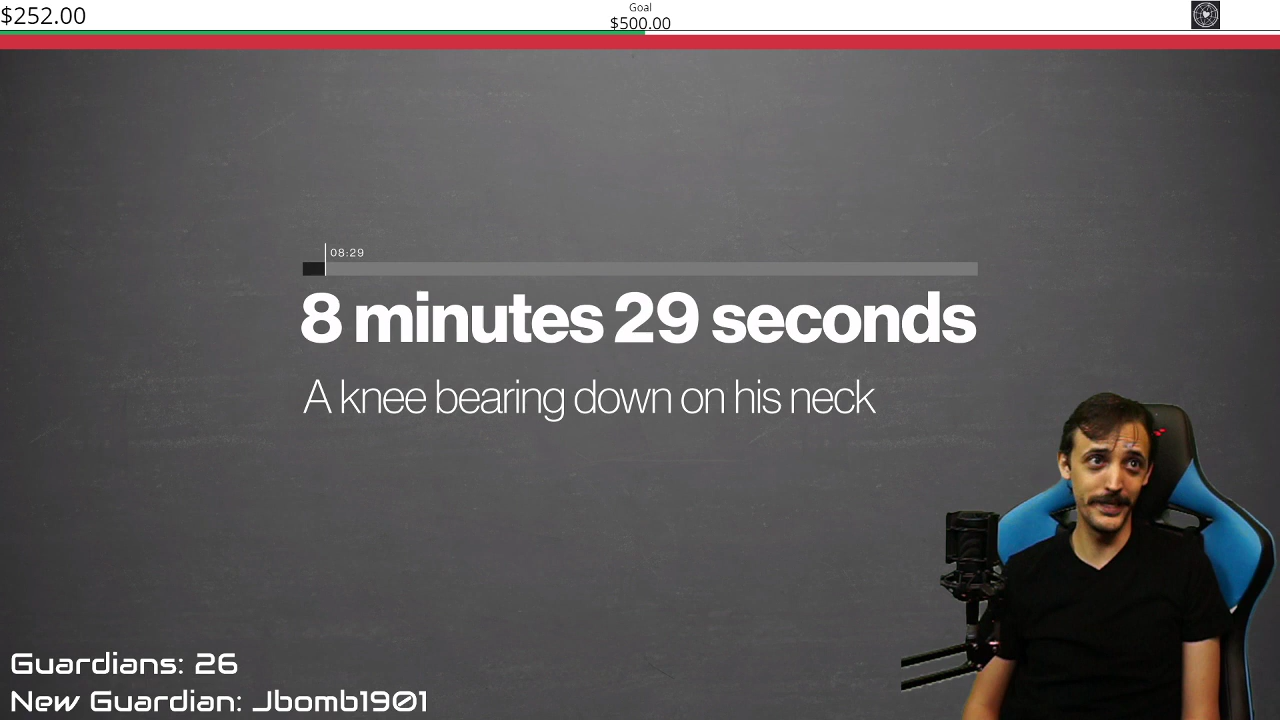 $252.00
Goal
$500.00
08:29
8 minutes 29 seconds
A knee bearing down on his neck
Guardians: 26
New Guardian: Jbomb1901